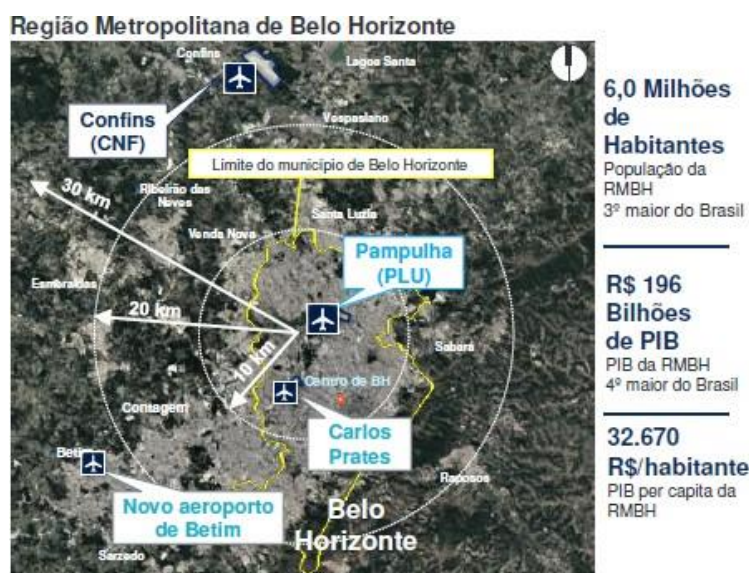 Região Metropolitana de Belo Horizonte
Confins
Lagoa Santa
Confins
(CNF)
Vespasiano
Limite do município de Belo Horizonte
30 km
Ribeirão das
Neves
Santa Luzia
Venda Nova
Pampulha
(PLU)
Esmeraldas
20 km
Sabará
10 km
Centro de BH
Contagem
Carlos
Prates
Betim
Raposos
Novo aeroporto
de Betim
Belo
Horizonte
Sarzedo
6,0 Milhões
de
Habitantes
População da
RMBH
3º maior do Brasil
R$ 196
Bilhões
de PIB
PIB da RMBH
4º maior do Brasil
32.670
R$/habitante
PIB per capita da
RMBH